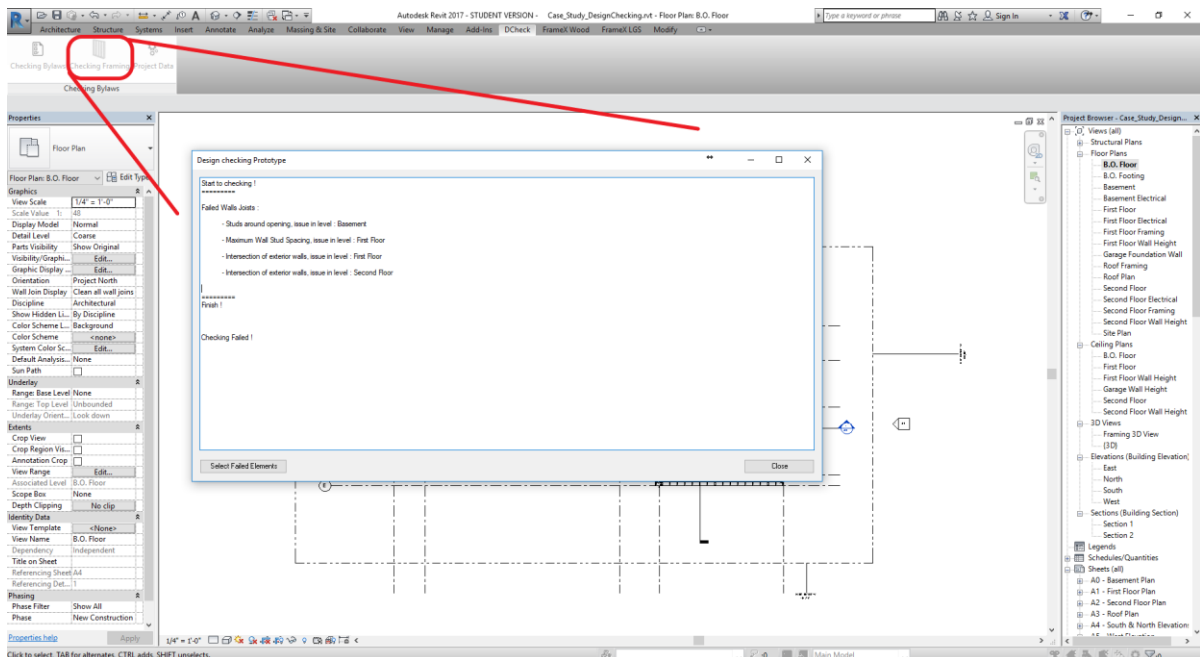 Autodesk Revit 2017 - STUDENT VERSION - Case_Study_DesignChecking.rvt - Floor Plan: B.O. Floor
Type a keyword or phrase
Sign In
Architecture Structure Systems Insert Annotate Analyze Massing & Site Collaborate View Manage Add-Ins DCheck FrameX Wood FrameX LGS Modify
Checking Bylaws Checking Framing Project Data
Checking Bylaws
Properties
Floor Plan
Floor Plan: B.O. Floor Edit Type
Graphics
View Scale 1/4" = 1'-0"
Scale Value 1: 48
Display Model Normal
Detail Level Coarse
Parts Visibility Show Original
Visibility/Graphi... Edit...
Graphic Display ... Edit...
Orientation Project North
Wall Join Display Clean all wall joins
Discipline Architectural
Show Hidden Li... By Discipline
Color Scheme L... Background
Color Scheme <none>
System Color Sc... Edit...
Default Analysis... None
Sun Path
Underlay
Range: Base Level None
Range: Top Level Unbounded
Underlay Orient... Look down
Extents
Crop View
Crop Region Vis...
Annotation Crop
View Range Edit...
Associated Level B.O. Floor
Scope Box None
Depth Clipping No clip
Identity Data
View Template <None>
View Name B.O. Floor
Dependency Independent
Title on Sheet
Referencing Sheet A4
Referencing Det... 1
Phasing
Phase Filter Show All
Phase New Construction
Properties help Apply
Click to select, TAB for alternates, CTRL adds, SHIFT unselects.
Design checking Prototype
Start to checking !
=========
Failed Walls Joists :
- Studs around opening, issue in level : Basement
- Maximum Wall Stud Spacing, issue in level : First Floor
- Intersection of exterior walls, issue in level : First Floor
- Intersection of exterior walls, issue in level : Second Floor
=========
Finish !
Checking Failed !
Select Failed Elements
Close
E
1/4" = 1'-0"
Main Model
Project Browser - Case_Study_Design...
Views (all)
Structural Plans
Floor Plans
B.O. Floor
B.O. Footing
Basement
Basement Electrical
First Floor
First Floor Electrical
First Floor Framing
First Floor Wall Height
Garage Foundation Wall
Roof Framing
Roof Plan
Second Floor
Second Floor Electrical
Second Floor Framing
Second Floor Wall Height
Site Plan
Ceiling Plans
B.O. Floor
First Floor
First Floor Wall Height
Garage Wall Height
Second Floor
Second Floor Wall Height
3D Views
Framing 3D View
{3D}
Elevations (Building Elevation)
East
North
South
West
Sections (Building Section)
Section 1
Section 2
Legends
Schedules/Quantities
Sheets (all)
A0 - Basement Plan
A1 - First Floor Plan
A2 - Second Floor Plan
A3 - Roof Plan
A4 - South & North Elevations